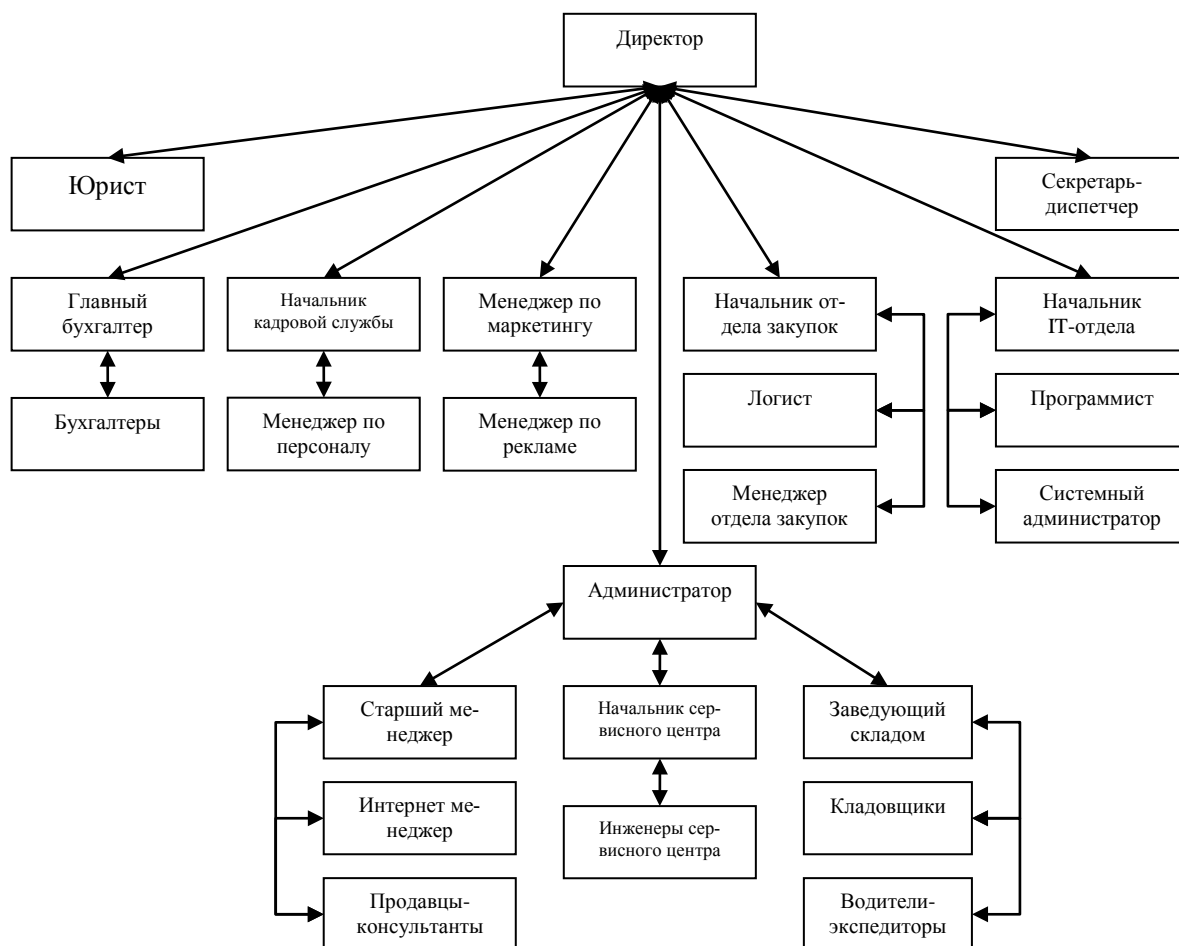 Директор
Юрист
Секретарь-
диспетчер
Главный
бухгалтер
Начальник
кадровой службы
Менеджер по
маркетингу
Начальник от-
дела закупок
Начальник
IT-отдела
Бухгалтеры
Менеджер по
персоналу
Менеджер по
рекламе
Логист
Программист
Менеджер
отдела закупок
Системный
администратор
Администратор
Старший ме-
неджер
Начальник сер-
висного центра
Заведующий
складом
Интернет ме-
неджер
Инженеры сер-
висного центра
Кладовщики
Продавцы-
консультанты
Водители-
экспедиторы